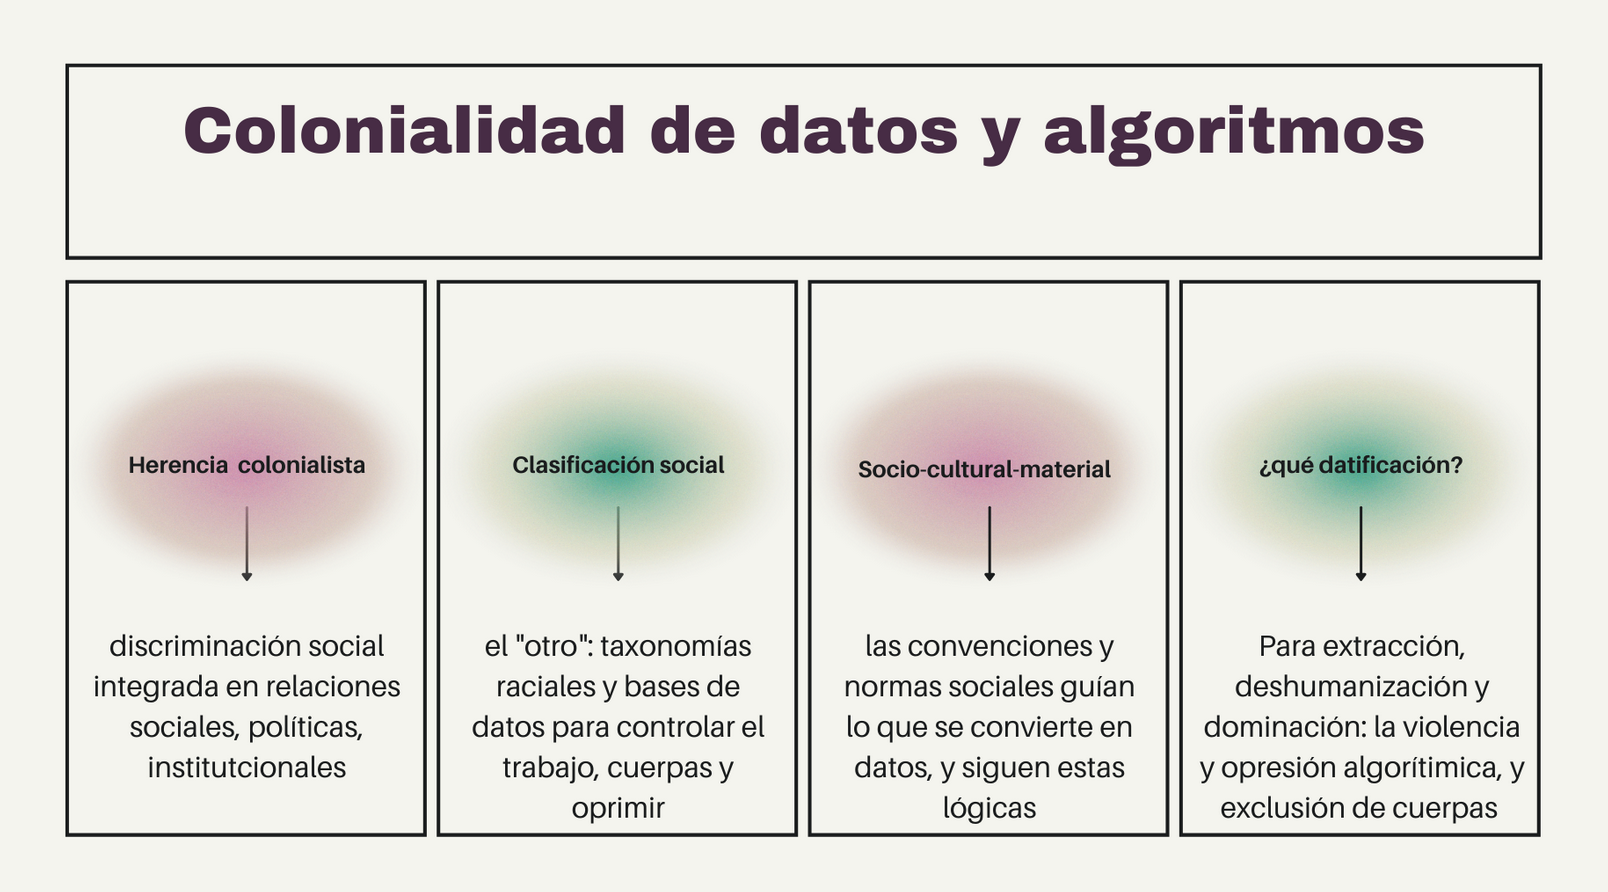 Colonialidad de datos y algoritmos
Herencia  colonialista
discriminación social
integrada en relaciones
sociales, políticas,
institutcionales
Clasificación social
el "otro": taxonomías
raciales y bases de
datos para controlar el
trabajo, cuerpas y
oprimir
Socio-cultural-material
las convenciones y
normas sociales guían
lo que se convierte en
datos, y siguen estas
lógicas
¿qué datificación?
Para extracción,
deshumanización y
dominación: la violencia
y opresión algorítimica, y
exclusión de cuerpas